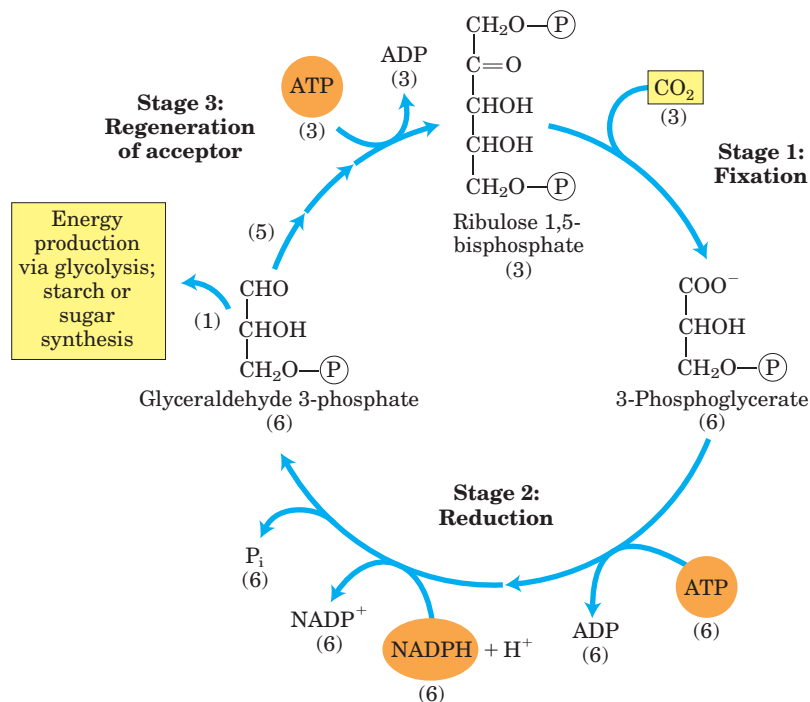 CH₂O—P
C=O
CHOH
CHOH
CH₂O—P
Ribulose 1,5-
bisphosphate
(3)
CO₂
(3)
Stage 1:
Fixation
COO⁻
CHOH
CH₂O—P
3-Phosphoglycerate
(6)
ATP
(6)
ADP
(6)
Stage 2:
Reduction
NADPH + H⁺
(6)
NADP⁺
(6)
Pᵢ
(6)
CHO
CHOH
CH₂O—P
Glyceraldehyde 3-phosphate
(6)
(1)
Energy
production
via glycolysis;
starch or
sugar
synthesis
(5)
Stage 3:
Regeneration
of acceptor
ATP
(3)
ADP
(3)